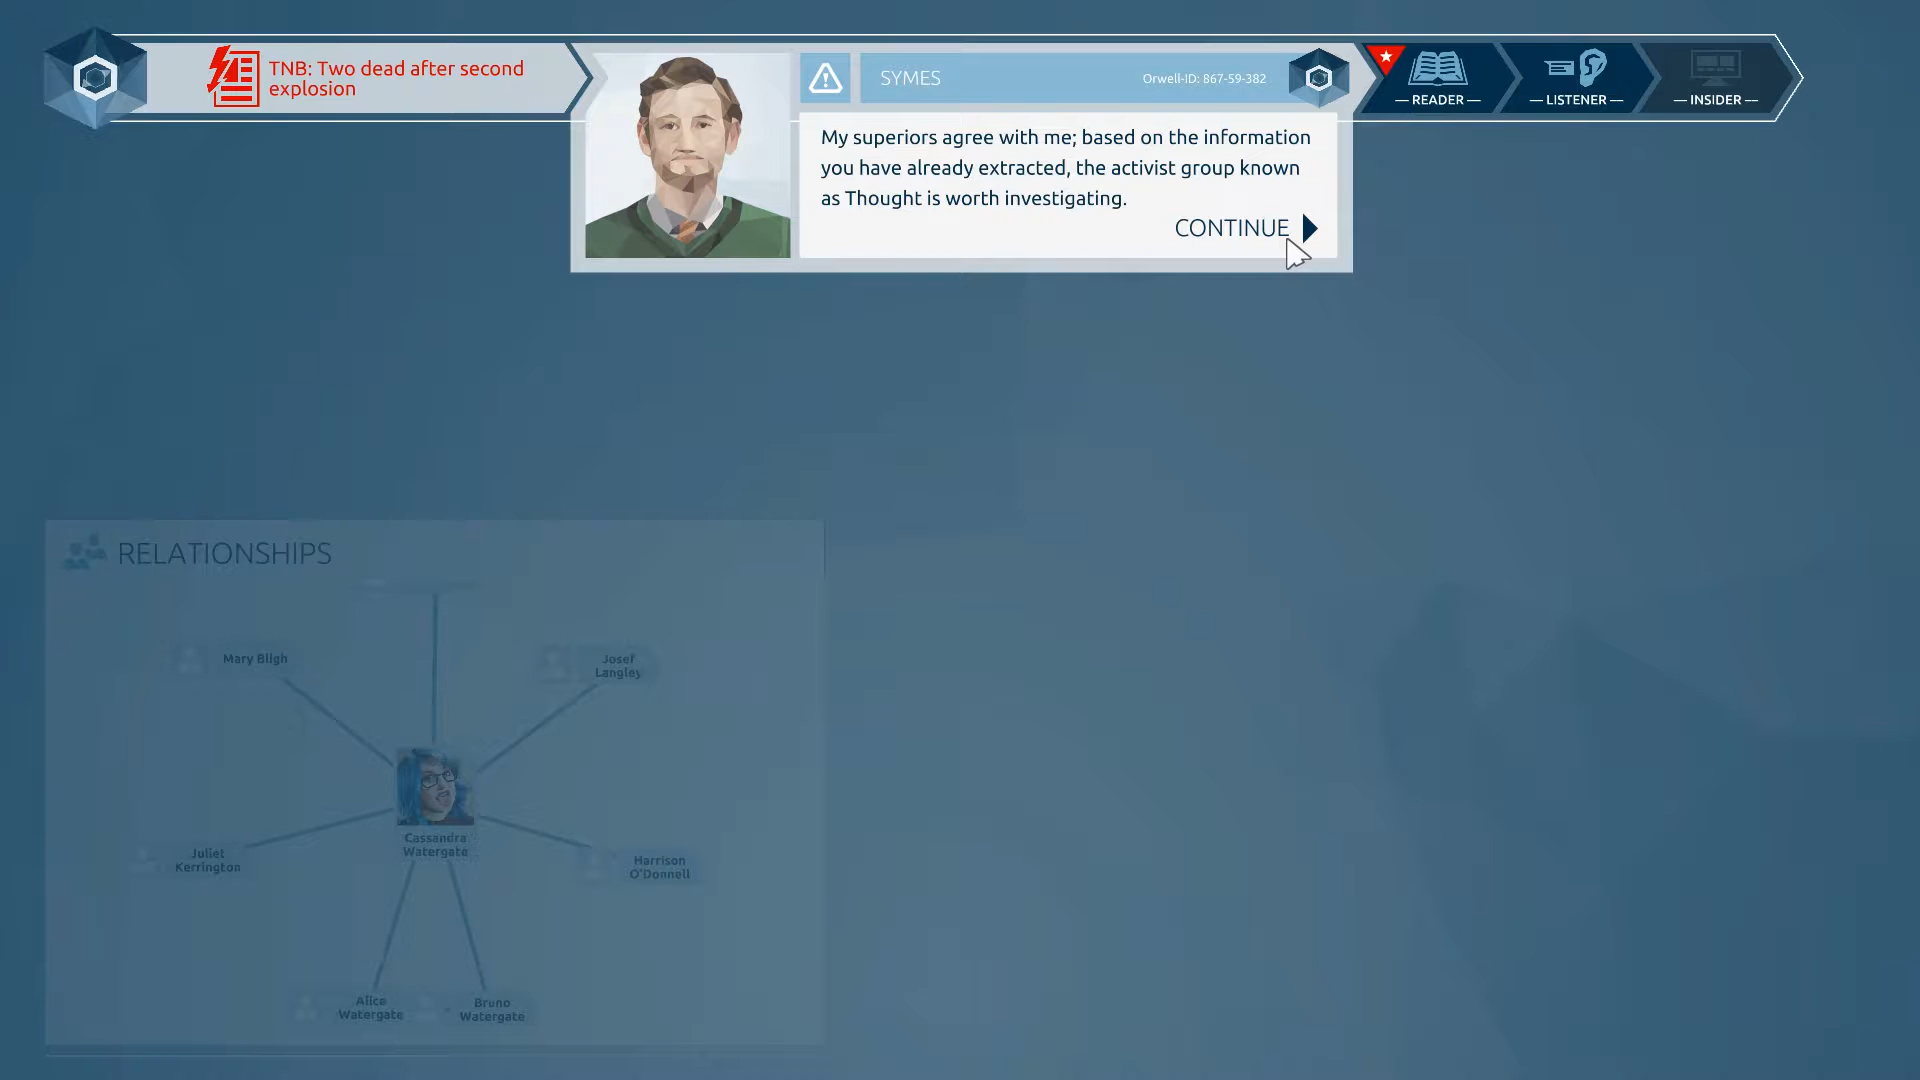 TNB: Two dead after second
explosion
SYMES
Orwell-ID: 867-59-382
— READER —
— LISTENER —
— INSIDER —
My superiors agree with me; based on the information
you have already extracted, the activist group known
as Thought is worth investigating.
CONTINUE
RELATIONSHIPS
Mary Bligh
Josef
Langley
Cassandra
Watergate
Juliet
Kerrington
Harrison
O'Donnell
Alice
Watergate
Bruno
Watergate